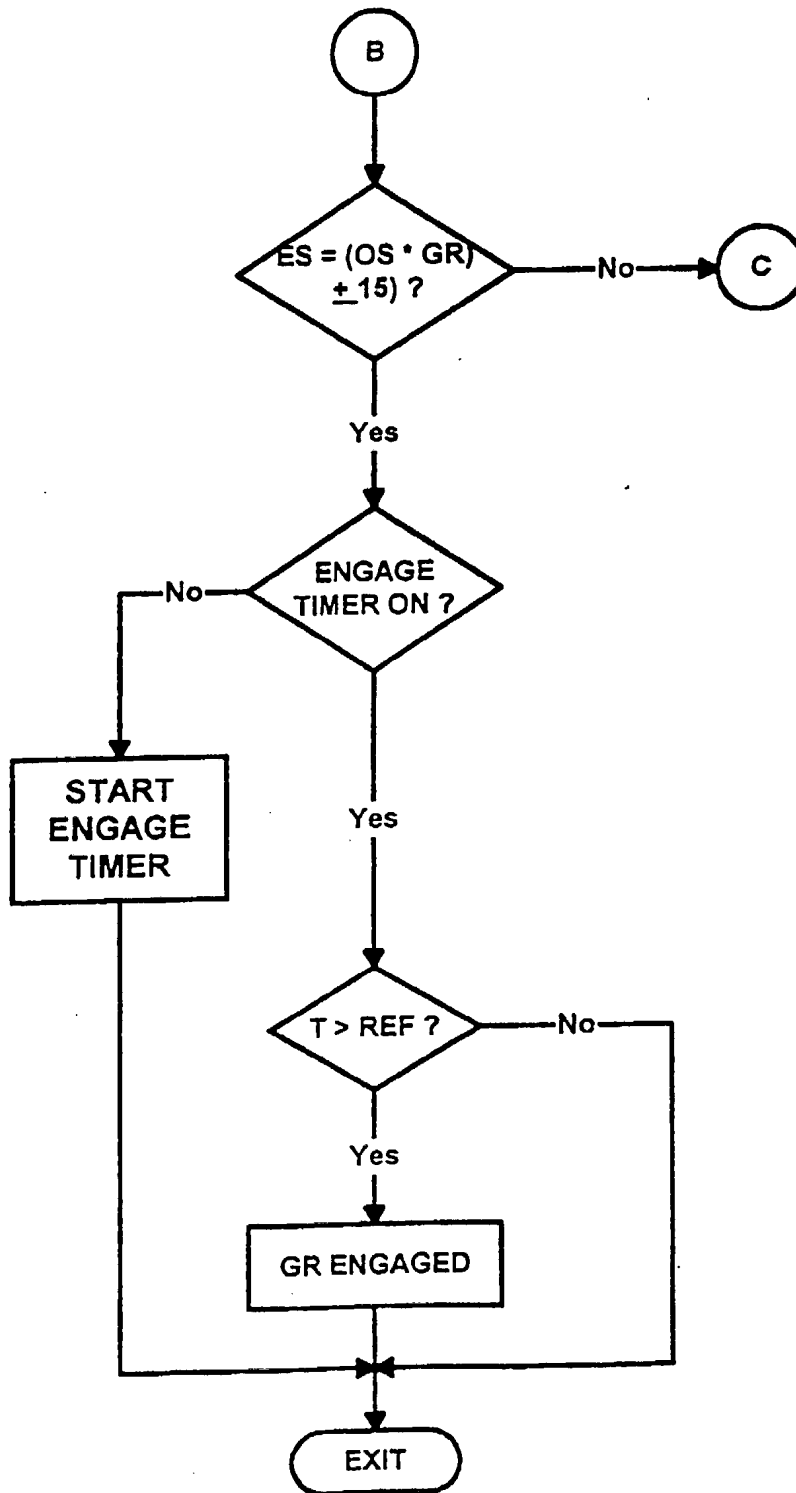 B
ES = (OS * GR)
± 15) ?
No
C
Yes
ENGAGE
TIMER ON ?
No
START
ENGAGE
TIMER
Yes
T > REF ?
No
Yes
GR ENGAGED
EXIT